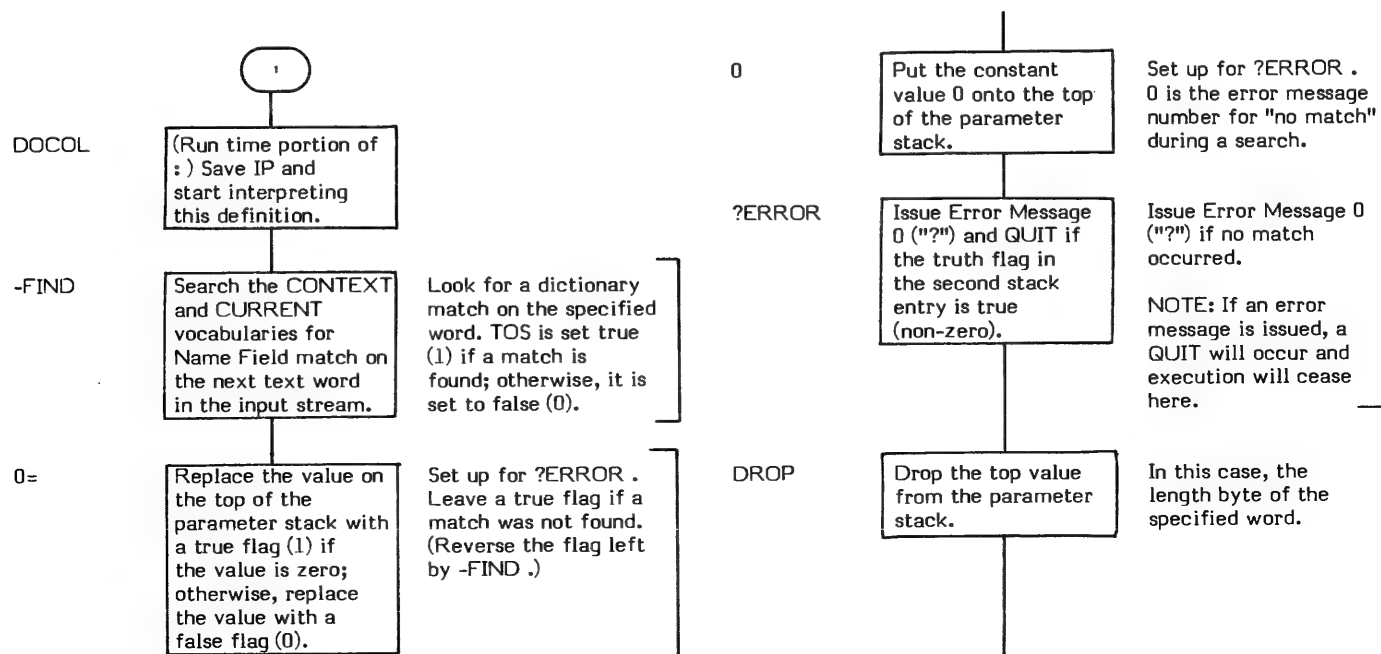 1
DOCOL
(Run time portion of
: ) Save IP and
start interpreting
this definition.
-FIND
Search the CONTEXT
and CURRENT
vocabularies for
Name Field match on
the next text word
in the input stream.
Look for a dictionary
match on the specified
word. TOS is set true
(1) if a match is
found; otherwise, it is
set to false (0).
0=
Replace the value on
the top of the
parameter stack with
a true flag (1) if
the value is zero;
otherwise, replace
the value with a
false flag (0).
Set up for ?ERROR .
Leave a true flag if a
match was not found.
(Reverse the flag left
by -FIND .)
0
Put the constant
value 0 onto the top
of the parameter
stack.
Set up for ?ERROR .
0 is the error message
number for "no match"
during a search.
?ERROR
Issue Error Message
0 ("?") and QUIT if
the truth flag in
the second stack
entry is true
(non-zero).
Issue Error Message 0
("?") if no match
occurred.
NOTE: If an error
message is issued, a
QUIT will occur and
execution will cease
here.
DROP
Drop the top value
from the parameter
stack.
In this case, the
length byte of the
specified word.